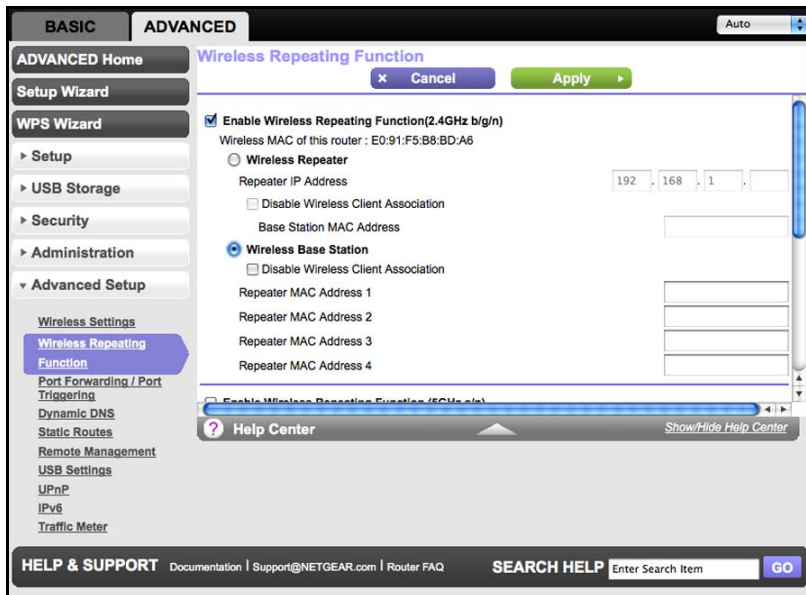 BASIC
ADVANCED
Auto
ADVANCED Home
Setup Wizard
WPS Wizard
Setup
USB Storage
Security
Administration
Advanced Setup
Wireless Settings
Wireless Repeating
Function
Port Forwarding / Port
Triggering
Dynamic DNS
Static Routes
Remote Management
USB Settings
UPnP
IPv6
Traffic Meter
Wireless Repeating Function
× Cancel
Apply
Enable Wireless Repeating Function(2.4GHz b/g/n)
Wireless MAC of this router : E0:91:F5:B8:BD:A6
Wireless Repeater
Repeater IP Address 192 . 168 . 1 .
Disable Wireless Client Association
Base Station MAC Address
Wireless Base Station
Disable Wireless Client Association
Repeater MAC Address 1
Repeater MAC Address 2
Repeater MAC Address 3
Repeater MAC Address 4
Enable Wireless Repeating Function (5GHz a/n)
? Help Center
Show/Hide Help Center
HELP & SUPPORT Documentation | Support@NETGEAR.com | Router FAQ
SEARCH HELP Enter Search Item GO